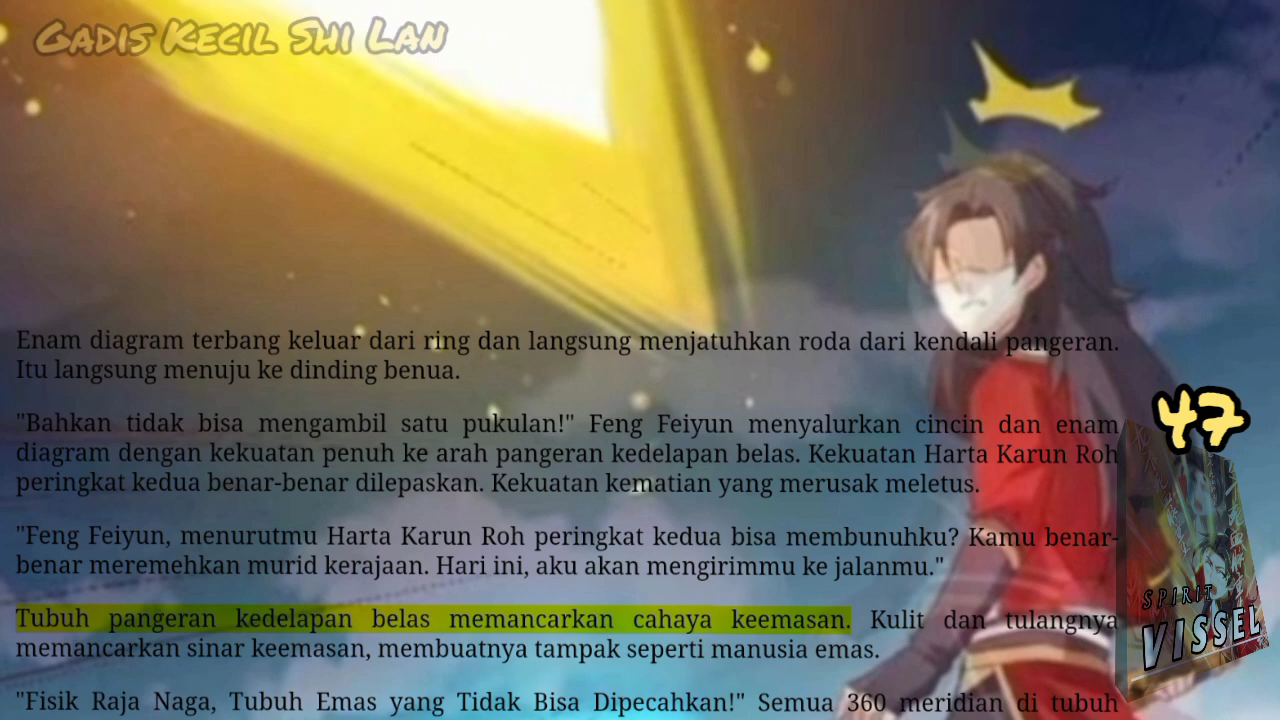 Gadis Kecil Shi Lan
Enam diagram terbang keluar dari ring dan langsung menjatuhkan roda dari kendali pangeran.
Itu langsung menuju ke dinding benua.
"Bahkan tidak bisa mengambil satu pukulan!" Feng Feiyun menyalurkan cincin dan enam
diagram dengan kekuatan penuh ke arah pangeran kedelapan belas. Kekuatan Harta Karun Roh
peringkat kedua benar-benar dilepaskan. Kekuatan kematian yang merusak meletus.
47
"Feng Feiyun, menurutmu Harta Karun Roh peringkat kedua bisa membunuhku? Kamu benar-
benar meremehkan murid kerajaan. Hari ini, aku akan mengirimmu ke jalanmu."
SPIRIT
VISSEL
Tubuh pangeran kedelapan belas memancarkan cahaya keemasan. Kulit dan tulangnya
memancarkan sinar keemasan, membuatnya tampak seperti manusia emas.
"Fisik Raja Naga, Tubuh Emas yang Tidak Bisa Dipecahkan!" Semua 360 meridian di tubuh